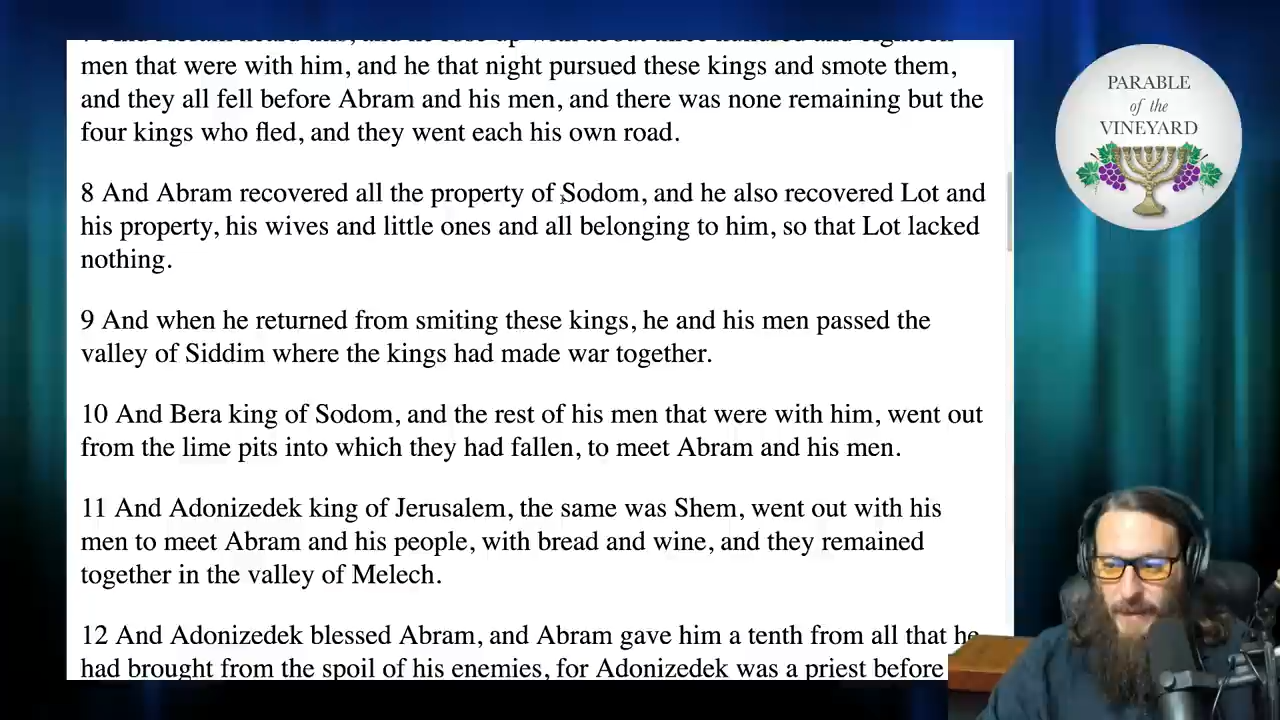 men that were with him, and he that night pursued these kings and smote them,
and they all fell before Abram and his men, and there was none remaining but the
four kings who fled, and they went each his own road.
8 And Abram recovered all the property of Sodom, and he also recovered Lot and
his property, his wives and little ones and all belonging to him, so that Lot lacked
nothing.
9 And when he returned from smiting these kings, he and his men passed the
valley of Siddim where the kings had made war together.
10 And Bera king of Sodom, and the rest of his men that were with him, went out
from the lime pits into which they had fallen, to meet Abram and his men.
11 And Adonizedek king of Jerusalem, the same was Shem, went out with his
men to meet Abram and his people, with bread and wine, and they remained
together in the valley of Melech.
12 And Adonizedek blessed Abram, and Abram gave him a tenth from all that he
had brought from the spoil of his enemies, for Adonizedek was a priest before
PARABLE
of the
VINEYARD